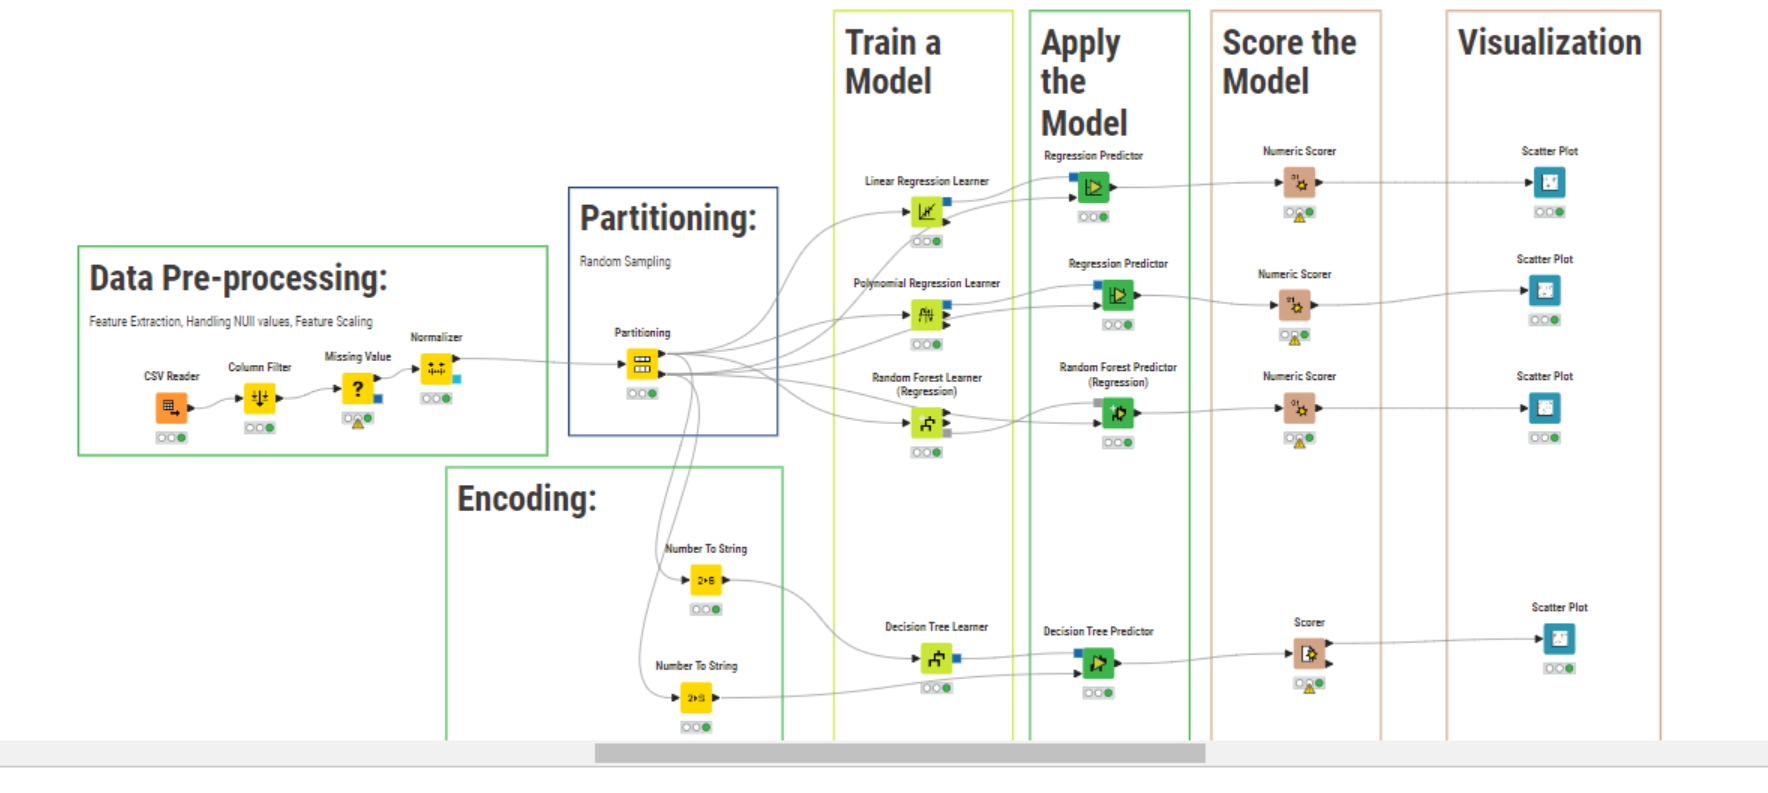 Train a
Model
Apply
the
Model
Score the
Model
Visualization
Regression Predictor
Numeric Scorer
Scatter Plot
Linear Regression Learner
Partitioning:
Random Sampling
Data Pre-processing:
Feature Extraction, Handling NUll values, Feature Scaling
Regression Predictor
Numeric Scorer
Scatter Plot
Polynomial Regression Learner
Partitioning
Normalizer
Missing Value
Column Filter
CSV Reader
?
Random Forest Learner
(Regression)
Random Forest Predictor
(Regression)
Numeric Scorer
Scatter Plot
Encoding:
Number To String
2▸S
Decision Tree Learner
Decision Tree Predictor
Scorer
Scatter Plot
Number To String
2▸S